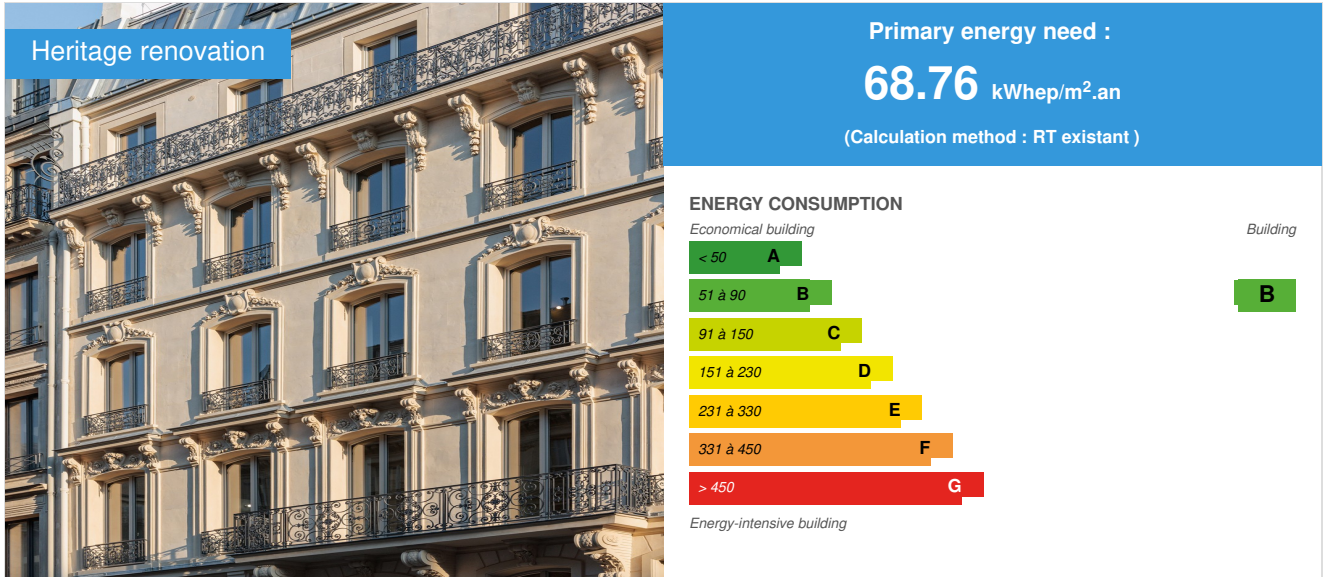 Heritage renovation
Primary energy need :
68.76 kWhep/m².an
(Calculation method : RT existant )
ENERGY CONSUMPTION
Economical building
Building
< 50 A
51 à 90 B
B
91 à 150 C
151 à 230 D
231 à 330 E
331 à 450 F
> 450 G
Energy-intensive building